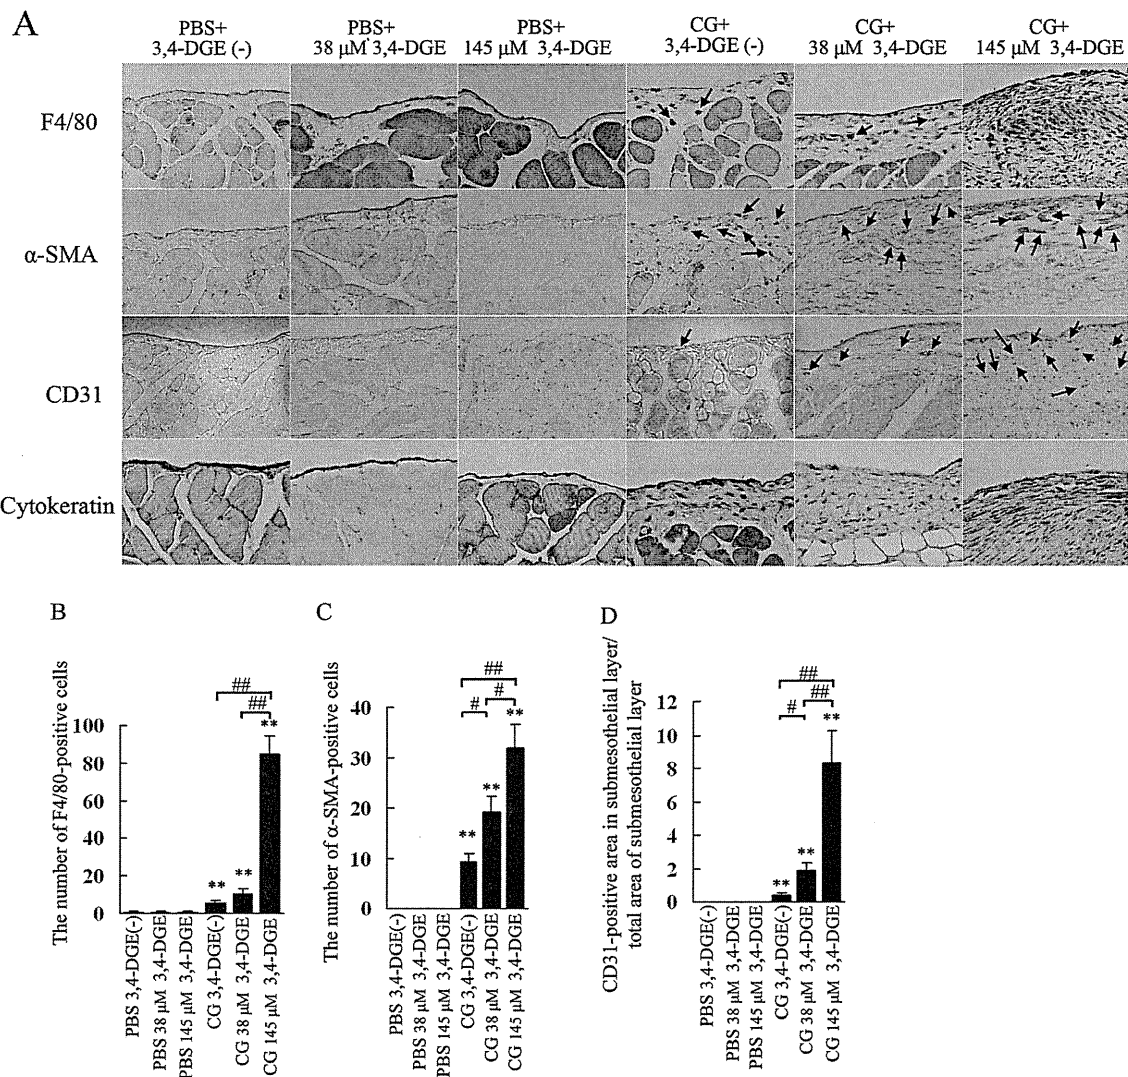 A
PBS+
3,4-DGE (-)
PBS+
38 μM 3,4-DGE
PBS+
145 μM 3,4-DGE
CG+
3,4-DGE (-)
CG+
38 μM 3,4-DGE
CG+
145 μM 3,4-DGE
F4/80
α-SMA
CD31
Cytokeratin
B
The number of F4/80-positive cells
100
80
60
40
20
0
##
##
**
**
**
PBS 3,4-DGE(-)
PBS 38 μM 3,4-DGE
PBS 145 μM 3,4-DGE
CG 3,4-DGE(-)
CG 38 μM 3,4-DGE
CG 145 μM 3,4-DGE
C
The number of α-SMA-positive cells
40
30
20
10
0
##
#
#
**
**
**
PBS 3,4-DGE(-)
PBS 38 μM 3,4-DGE
PBS 145 μM 3,4-DGE
CG 3,4-DGE(-)
CG 38 μM 3,4-DGE
CG 145 μM 3,4-DGE
D
CD31-positive area in submesothelial layer/
total area of submesothelial layer
12
10
8
6
4
2
0
##
##
#
**
**
**
PBS 3,4-DGE(-)
PBS 38 μM 3,4-DGE
PBS 145 μM 3,4-DGE
CG 3,4-DGE(-)
CG 38 μM 3,4-DGE
CG 145 μM 3,4-DGE